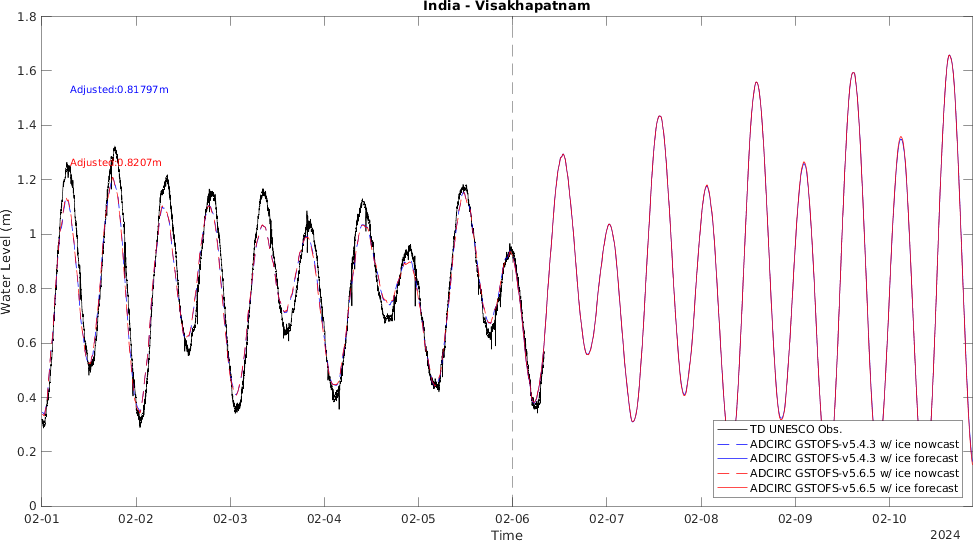 India - Visakhapatnam
Water Level (m)
1.8
1.6
1.4
1.2
1
0.8
0.6
0.4
0.2
0
Adjusted:0.81797m
Adjusted:0.8207m
TD UNESCO Obs.
ADCIRC GSTOFS-v5.4.3 w/ ice nowcast
ADCIRC GSTOFS-v5.4.3 w/ ice forecast
ADCIRC GSTOFS-v5.6.5 w/ ice nowcast
ADCIRC GSTOFS-v5.6.5 w/ ice forecast
02-01 02-02 02-03 02-04 02-05 02-06 02-07 02-08 02-09 02-10
Time
2024